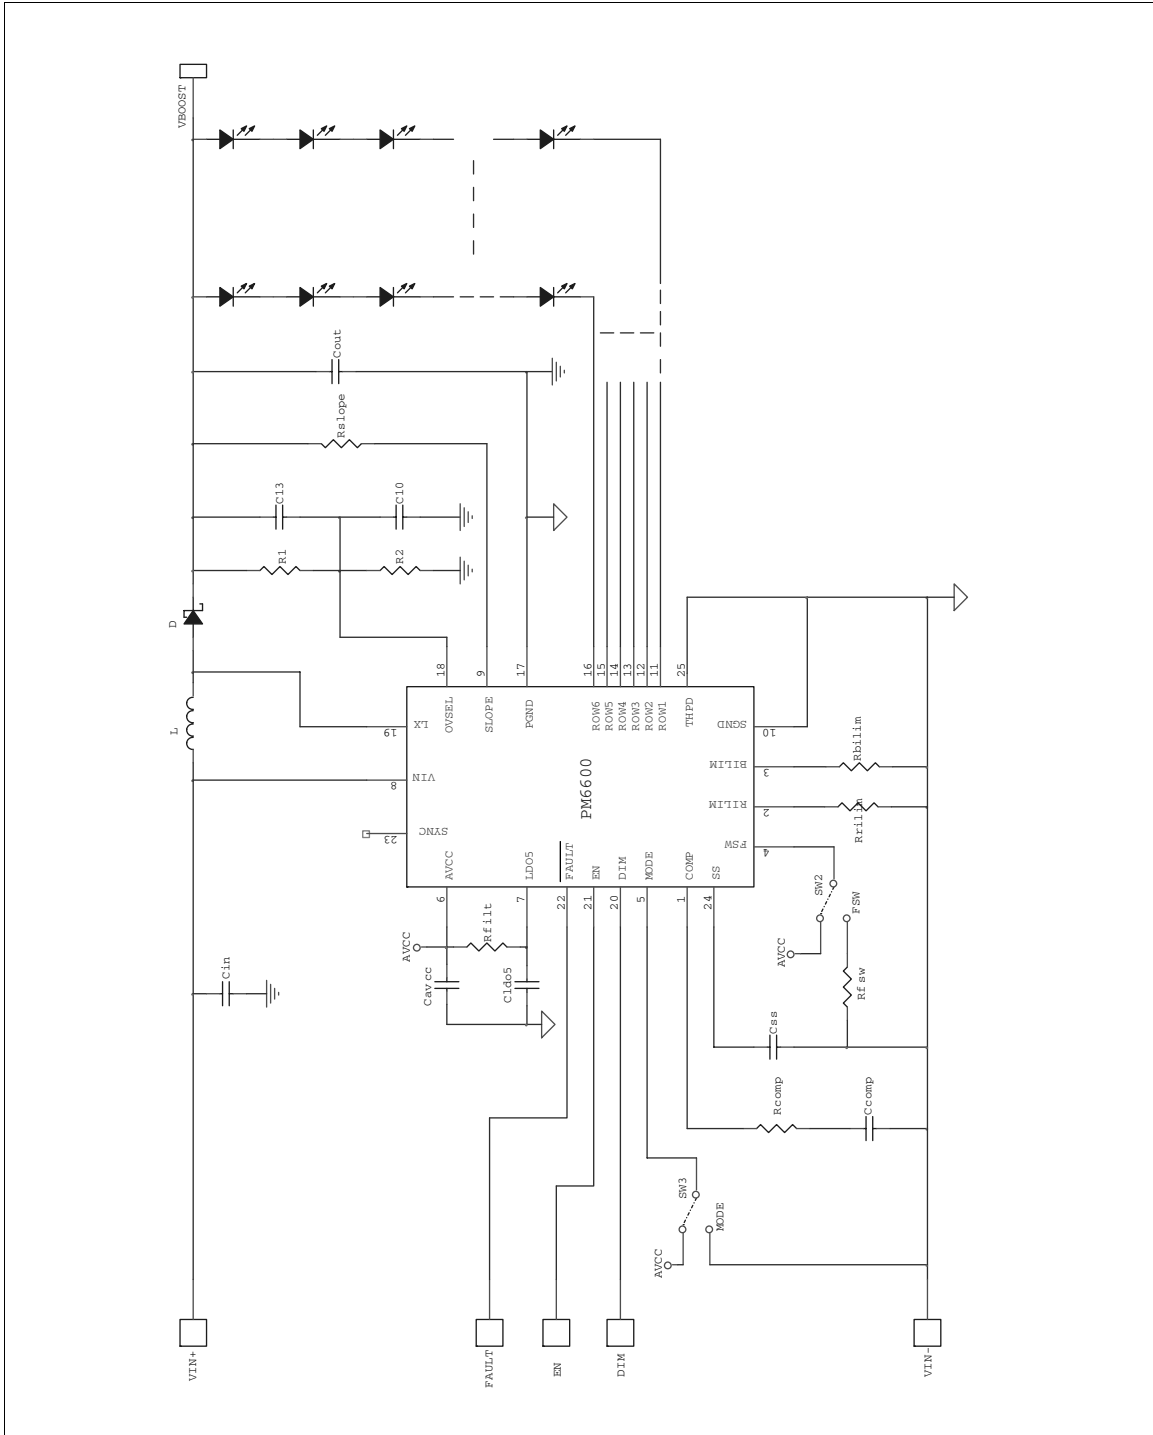 VBOOST
Cout
Rslope
C13
C10
R1
R2
D
L
18
9
17
16
15
14
13
12
11
25
OVSEL
SLOPE
PGND
ROW6
ROW5
ROW4
ROW3
ROW2
ROW1
THPD
LX
19
SGND
10
VIN
8
PM6600
BILIM
3
Rbilim
RILIM
2
Rrilim
SYNC
23
FSW
4
AVCC
LDO5
FAULT
EN
DIM
MODE
COMP
SS
6
7
22
21
20
5
1
24
SW2
FSW
AVCC
Rfilt
AVCC
Cin
Cavcc
Cldo5
Rfsw
Css
Rcomp
Ccomp
SW3
MODE
AVCC
VIN+
FAULT
EN
DIM
VIN-